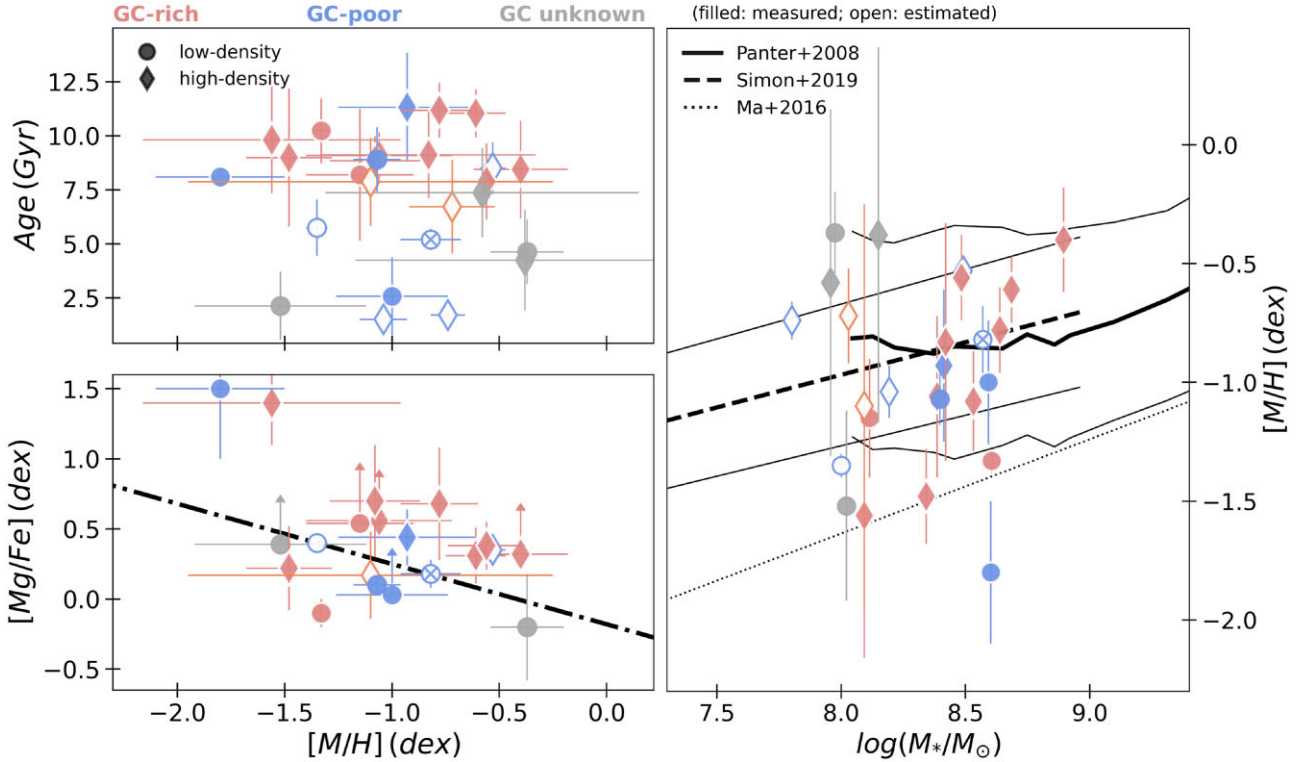 GC-rich GC-poor GC unknown
(filled: measured; open: estimated)
low-density
high-density
Age (Gyr)
12.5
10.0
7.5
5.0
2.5
[Mg/Fe] (dex)
1.5
1.0
0.5
0.0
−0.5
−2.0 −1.5 −1.0 −0.5 0.0
[M/H] (dex)
Panter+2008
Simon+2019
Ma+2016
0.0
−0.5
−1.0
−1.5
−2.0
[M/H] (dex)
7.5 8.0 8.5 9.0
log(M*/M⊙)